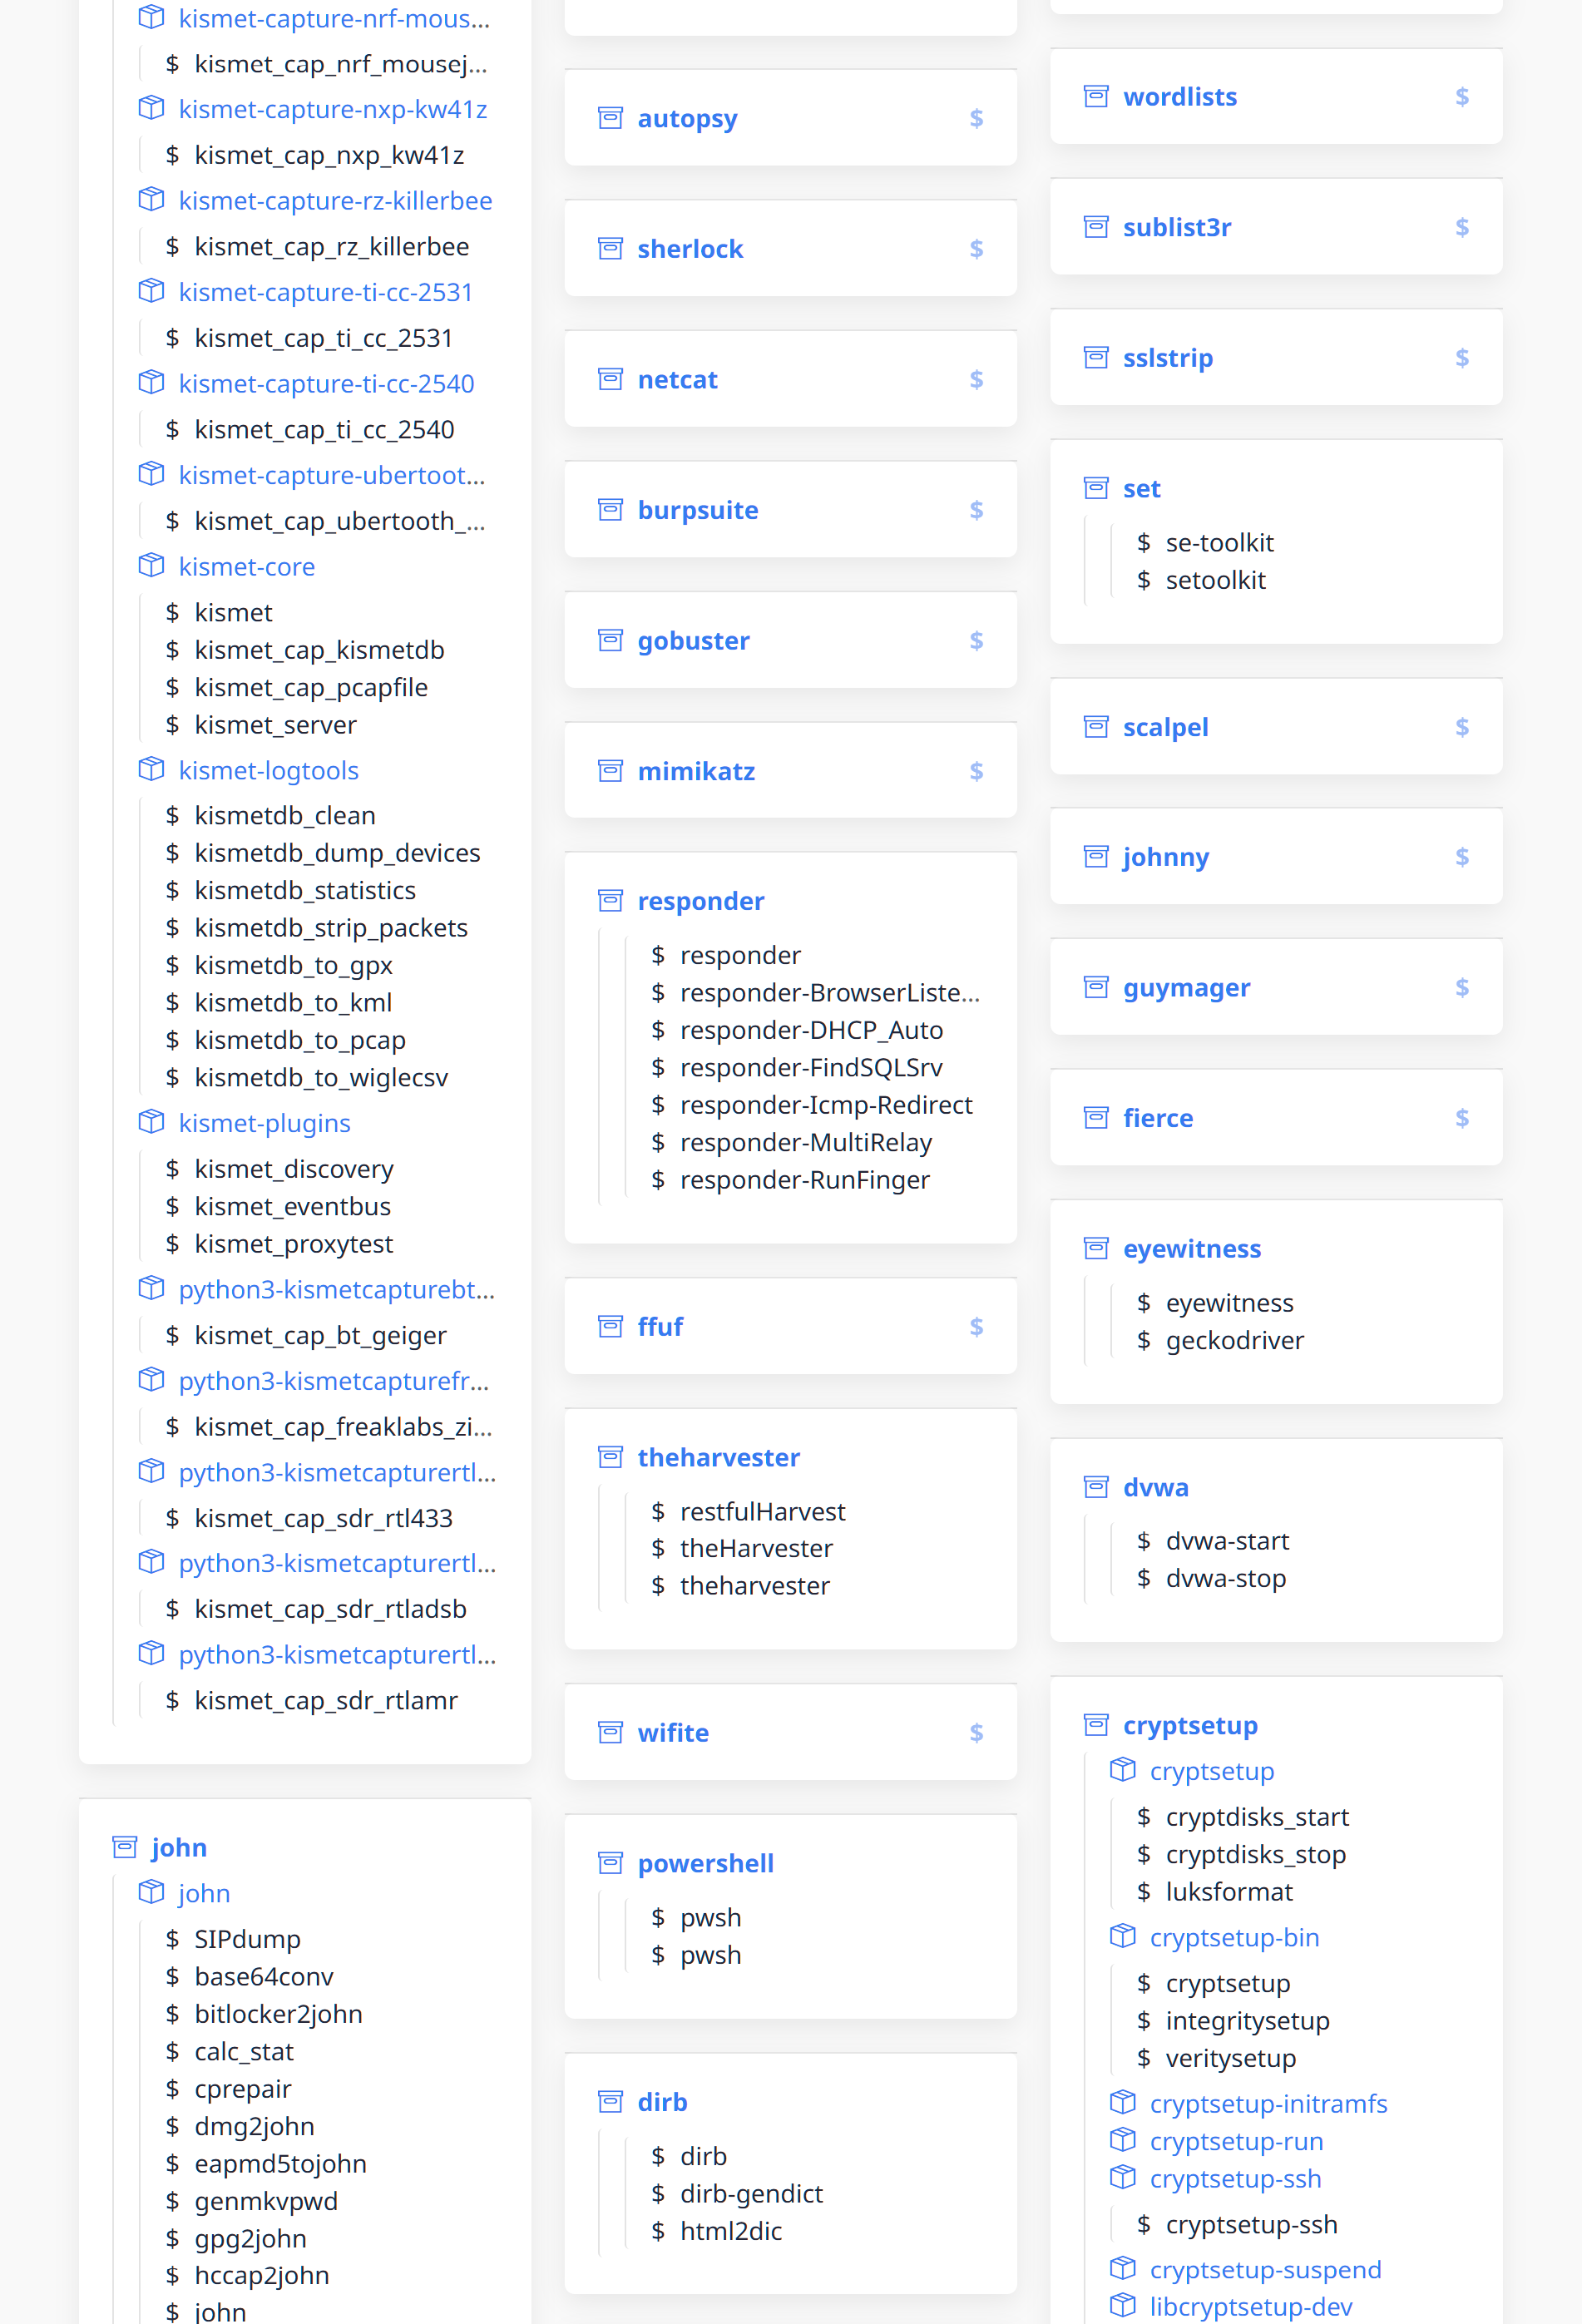 kismet-capture-nrf-mous...
$ kismet_cap_nrf_mousej...
kismet-capture-nxp-kw41z
$ kismet_cap_nxp_kw41z
kismet-capture-rz-killerbee
$ kismet_cap_rz_killerbee
kismet-capture-ti-cc-2531
$ kismet_cap_ti_cc_2531
kismet-capture-ti-cc-2540
$ kismet_cap_ti_cc_2540
kismet-capture-ubertoot...
$ kismet_cap_ubertooth_...
kismet-core
$ kismet
$ kismet_cap_kismetdb
$ kismet_cap_pcapfile
$ kismet_server
kismet-logtools
$ kismetdb_clean
$ kismetdb_dump_devices
$ kismetdb_statistics
$ kismetdb_strip_packets
$ kismetdb_to_gpx
$ kismetdb_to_kml
$ kismetdb_to_pcap
$ kismetdb_to_wiglecsv
kismet-plugins
$ kismet_discovery
$ kismet_eventbus
$ kismet_proxytest
python3-kismetcapturebt...
$ kismet_cap_bt_geiger
python3-kismetcapturefr...
$ kismet_cap_freaklabs_zi...
python3-kismetcapturertl...
$ kismet_cap_sdr_rtl433
python3-kismetcapturertl...
$ kismet_cap_sdr_rtladsb
python3-kismetcapturertl...
$ kismet_cap_sdr_rtlamr
john
john
$ SIPdump
$ base64conv
$ bitlocker2john
$ calc_stat
$ cprepair
$ dmg2john
$ eapmd5tojohn
$ genmkvpwd
$ gpg2john
$ hccap2john
$ john
autopsy $
sherlock $
netcat $
burpsuite $
gobuster $
mimikatz $
responder
$ responder
$ responder-BrowserListe...
$ responder-DHCP_Auto
$ responder-FindSQLSrv
$ responder-Icmp-Redirect
$ responder-MultiRelay
$ responder-RunFinger
ffuf $
theharvester
$ restfulHarvest
$ theHarvester
$ theharvester
wifite $
powershell
$ pwsh
$ pwsh
dirb
$ dirb
$ dirb-gendict
$ html2dic
wordlists $
sublist3r $
sslstrip $
set
$ se-toolkit
$ setoolkit
scalpel $
johnny $
guymager $
fierce $
eyewitness
$ eyewitness
$ geckodriver
dvwa
$ dvwa-start
$ dvwa-stop
cryptsetup
cryptsetup
$ cryptdisks_start
$ cryptdisks_stop
$ luksformat
cryptsetup-bin
$ cryptsetup
$ integritysetup
$ veritysetup
cryptsetup-initramfs
cryptsetup-run
cryptsetup-ssh
$ cryptsetup-ssh
cryptsetup-suspend
libcryptsetup-dev